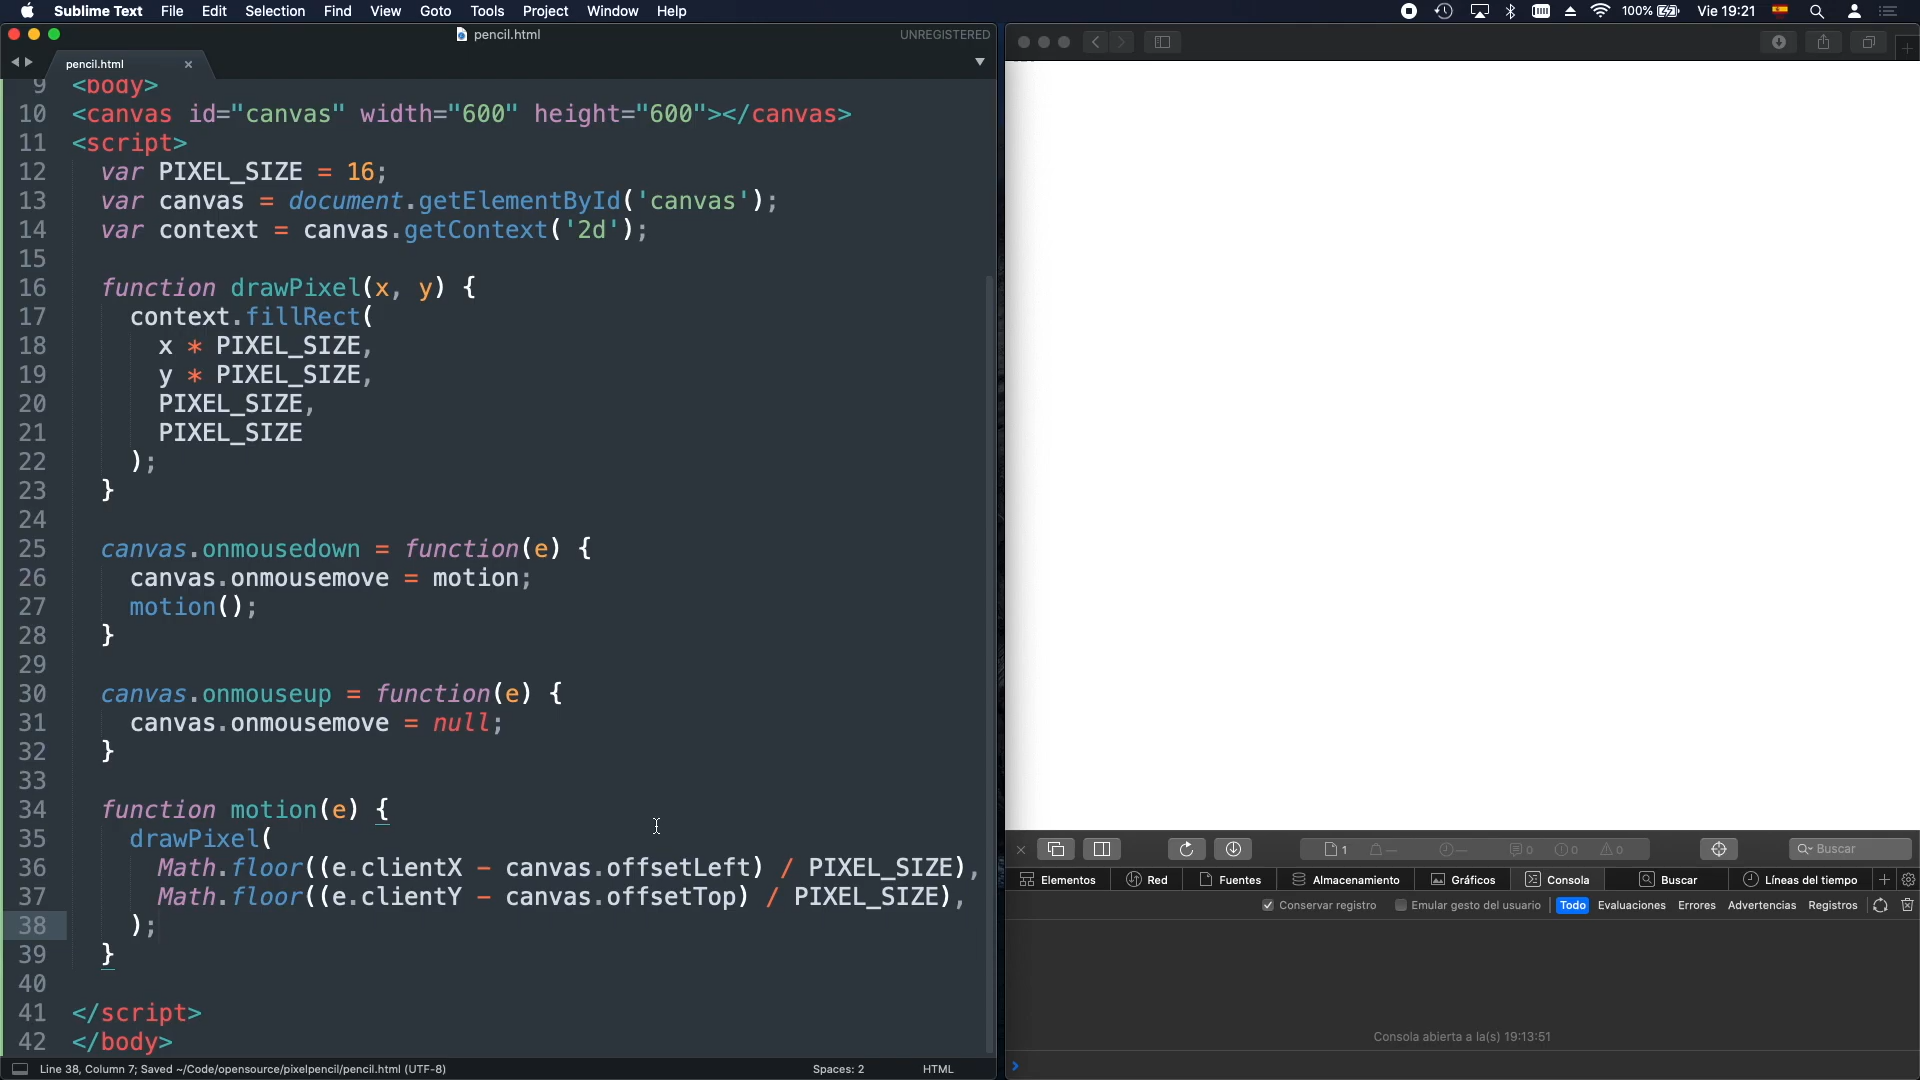 Sublime Text File Edit Selection Find View Goto Tools Project Window Help
100% Vie 19:21
pencil.html
UNREGISTERED
pencil.html
9 <body>
10 <canvas id="canvas" width="600" height="600"></canvas>
11 <script>
12 var PIXEL_SIZE = 16;
13 var canvas = document.getElementById('canvas');
14 var context = canvas.getContext('2d');
15
16 function drawPixel(x, y) {
17 context.fillRect(
18 x * PIXEL_SIZE,
19 y * PIXEL_SIZE,
20 PIXEL_SIZE,
21 PIXEL_SIZE
22 );
23 }
24
25 canvas.onmousedown = function(e) {
26 canvas.onmousemove = motion;
27 motion();
28 }
29
30 canvas.onmouseup = function(e) {
31 canvas.onmousemove = null;
32 }
33
34 function motion(e) {
35 drawPixel(
36 Math.floor((e.clientX - canvas.offsetLeft) / PIXEL_SIZE),
37 Math.floor((e.clientY - canvas.offsetTop) / PIXEL_SIZE),
38 );
39 }
40
41 </script>
42 </body>
Line 38, Column 7; Saved ~/Code/opensource/pixelpencil/pencil.html (UTF-8)
Spaces: 2
HTML
1 — — 0 0 0
Buscar
Elementos Red Fuentes Almacenamiento Gráficos Consola Buscar Líneas del tiempo
Conservar registro Emular gesto del usuario Todo Evaluaciones Errores Advertencias Registros
Consola abierta a la(s) 19:13:51